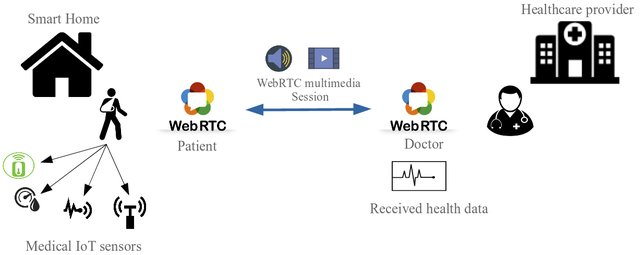 Smart Home
Healthcare provider
WebRTC multimedia
Session
WebRTC
WebRTC
Patient
Doctor
Received health data
Medical IoT sensors